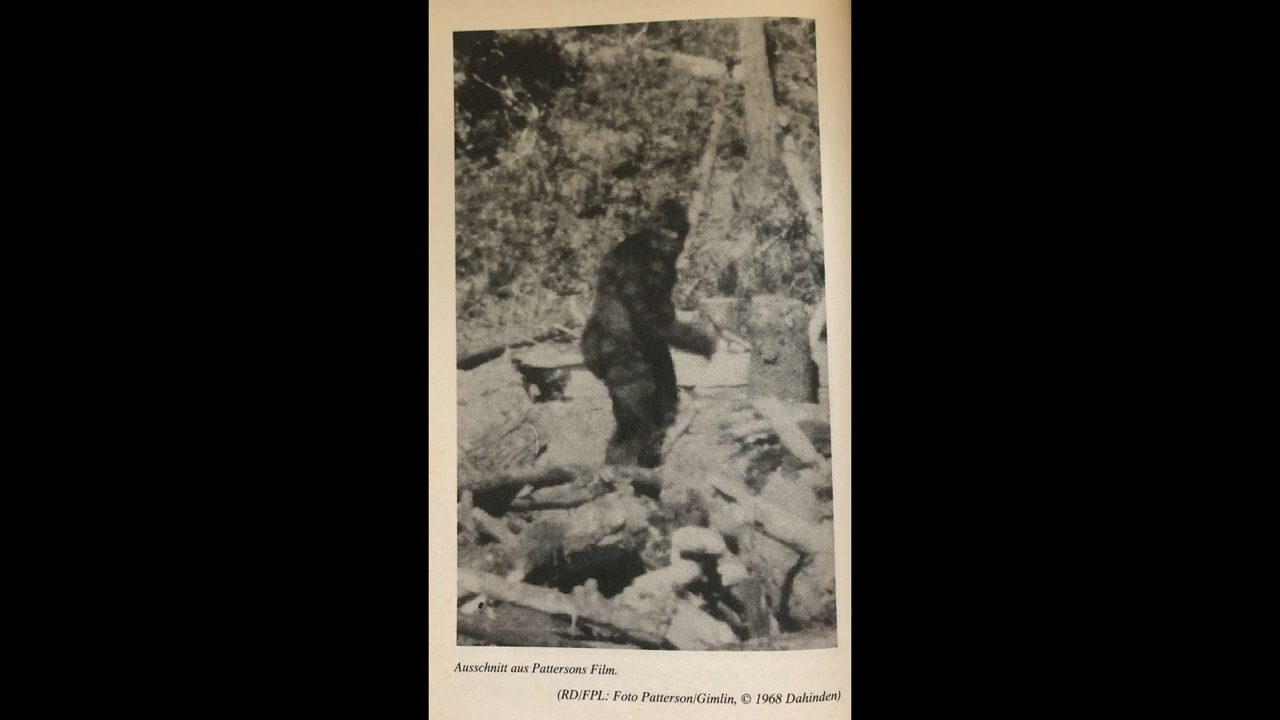 Ausschnitt aus Pattersons Film.
(RD/FPL: Foto Patterson/Gimlin, © 1968 Dahinden)